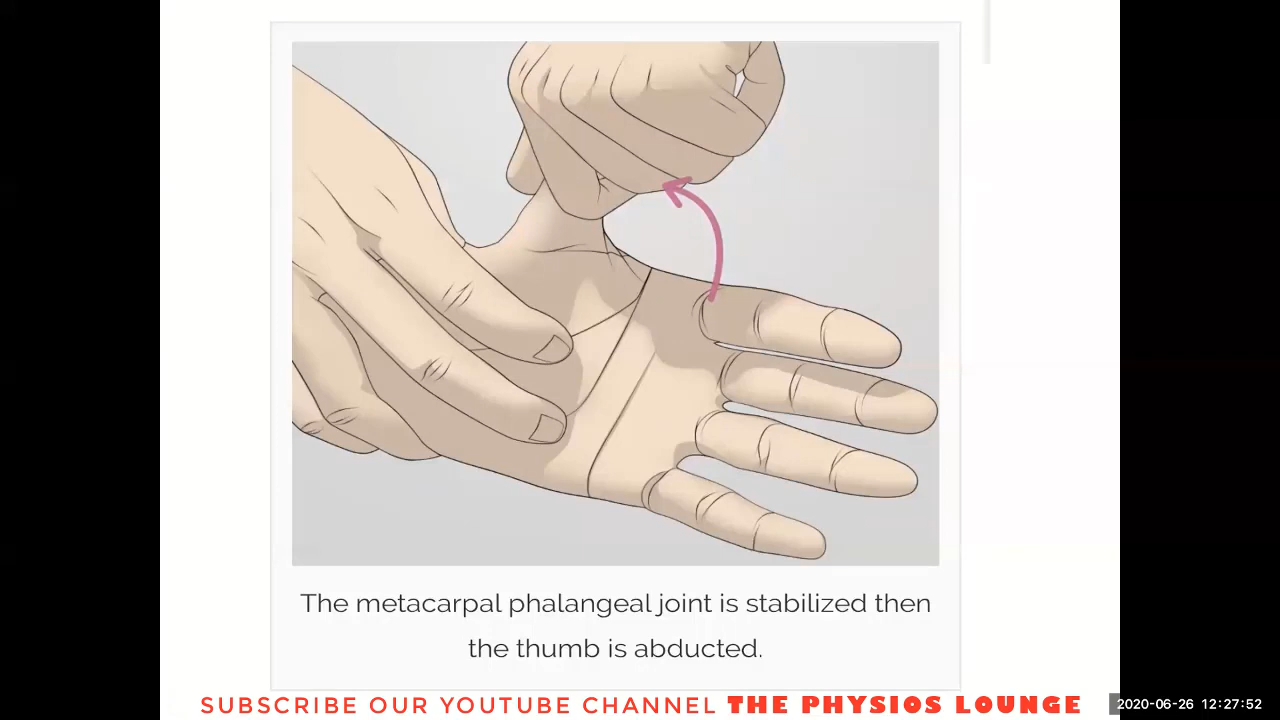 The metacarpal phalangeal joint is stabilized then
the thumb is abducted.
SUBSCRIBE OUR YOUTUBE CHANNEL THE PHYSIOS LOUNGE
2020-06-26 12:27:52